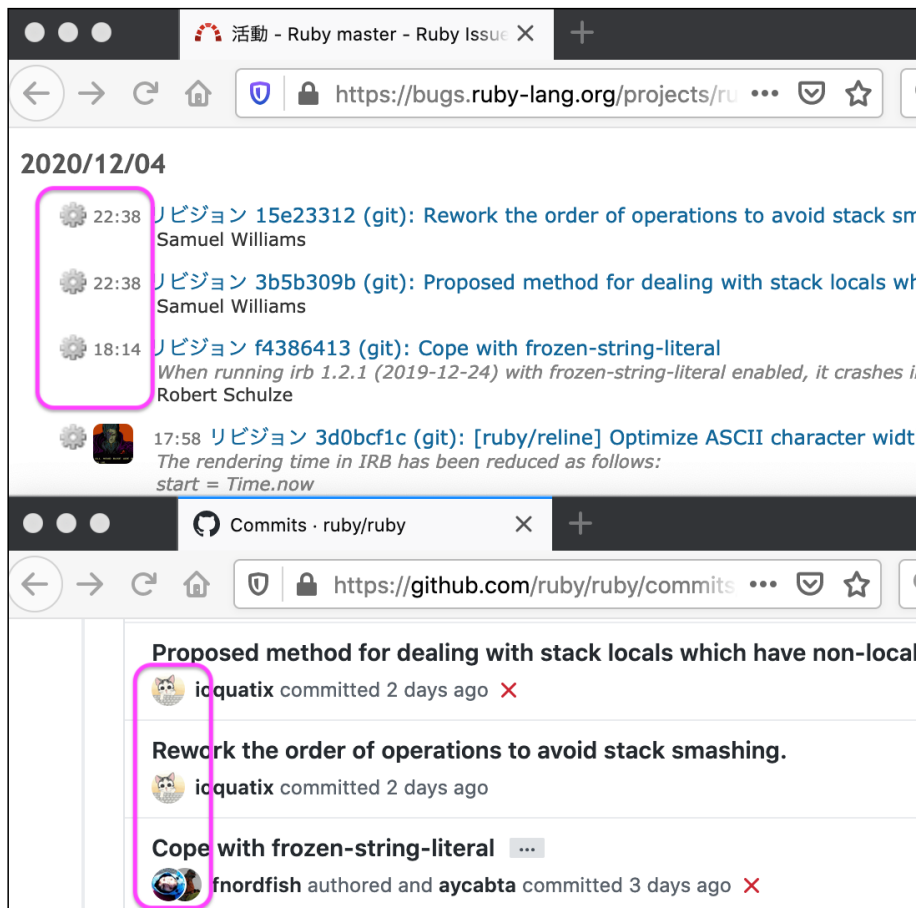 活動 - Ruby master - Ruby Issue
https://bugs.ruby-lang.org/projects/ru
2020/12/04
22:38 リビジョン 15e23312 (git): Rework the order of operations to avoid stack sm
Samuel Williams
22:38 リビジョン 3b5b309b (git): Proposed method for dealing with stack locals wh
Samuel Williams
18:14 リビジョン f4386413 (git): Cope with frozen-string-literal
When running irb 1.2.1 (2019-12-24) with frozen-string-literal enabled, it crashes i
Robert Schulze
17:58 リビジョン 3d0bcf1c (git): [ruby/reline] Optimize ASCII character widt
The rendering time in IRB has been reduced as follows:
start = Time.now
Commits · ruby/ruby
https://github.com/ruby/ruby/commits
Proposed method for dealing with stack locals which have non-local
ioquatix committed 2 days ago
Rework the order of operations to avoid stack smashing.
ioquatix committed 2 days ago
Cope with frozen-string-literal …
fnordfish authored and aycabta committed 3 days ago